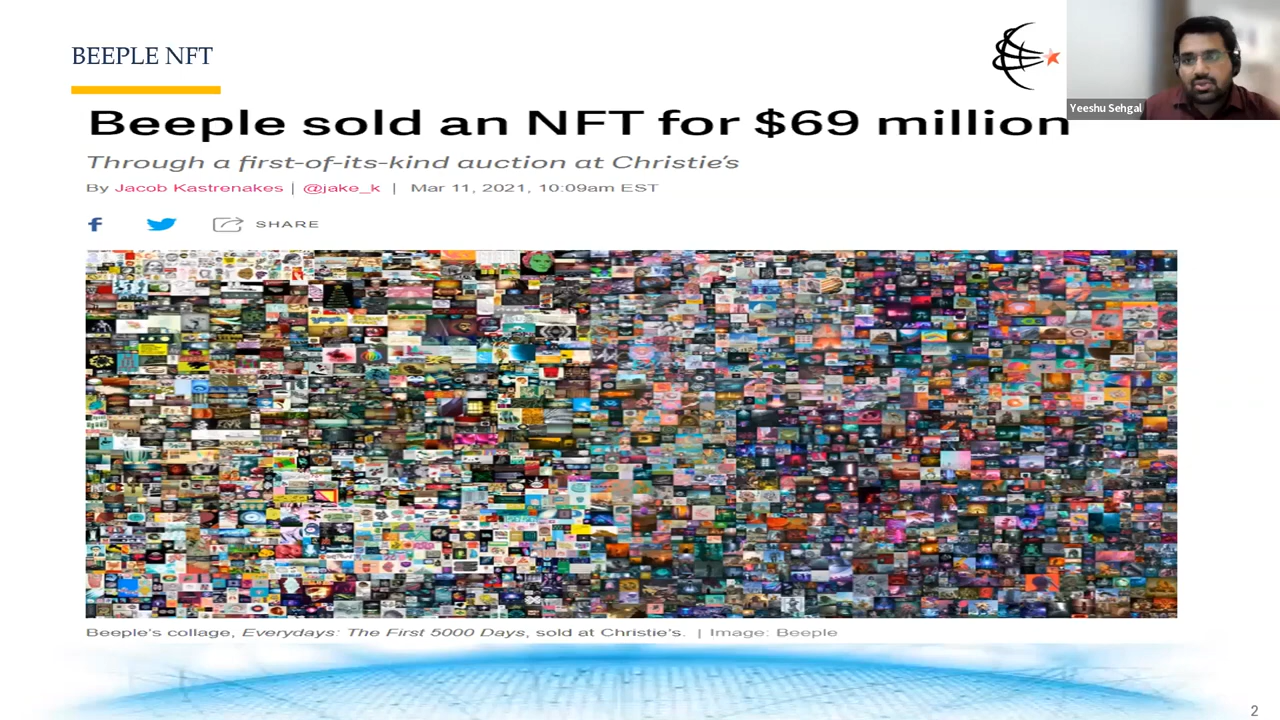 BEEPLE NFT
Yeeshu Sehgal
Beeple sold an NFT for $69 million
Through a first-of-its-kind auction at Christie's
By Jacob Kastrenakes | @jake_k | Mar 11, 2021, 10:09am EST
f SHARE
Beeple's collage, Everydays: The First 5000 Days, sold at Christie's. | Image: Beeple
2